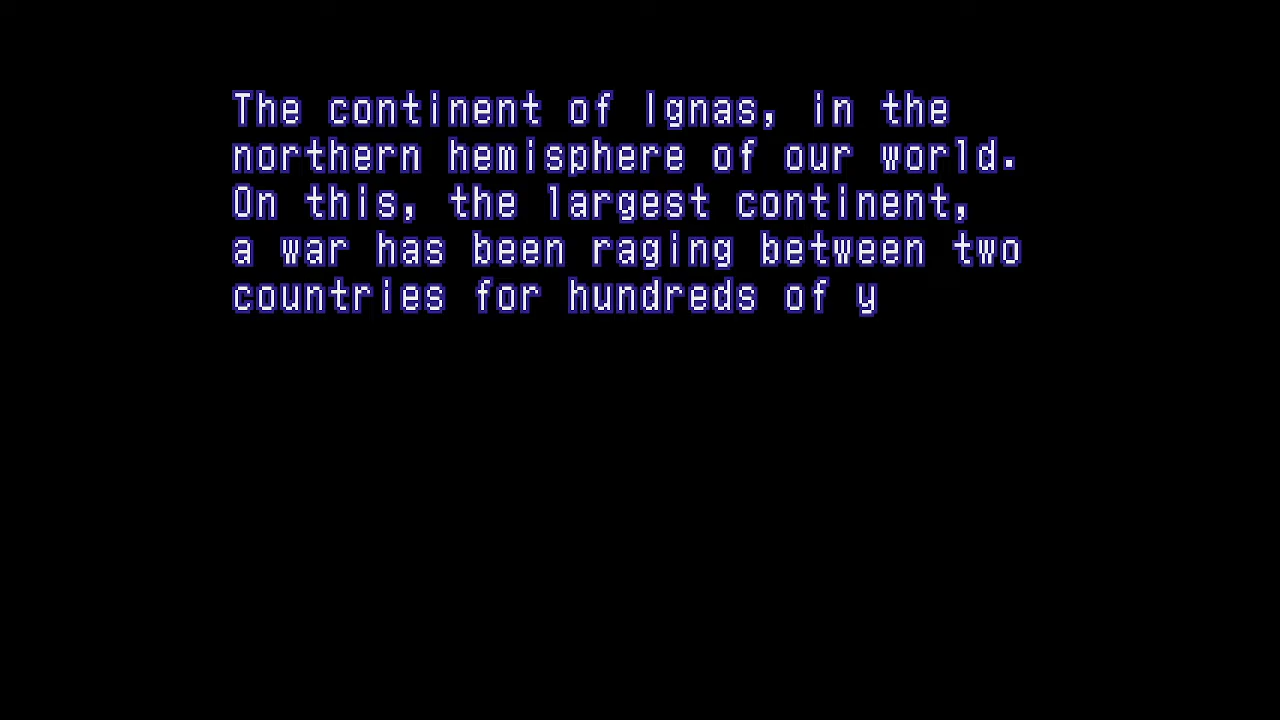 The continent of Ignas, in the
northern hemisphere of our world.
On this, the largest continent,
a war has been raging between two
countries for hundreds of y